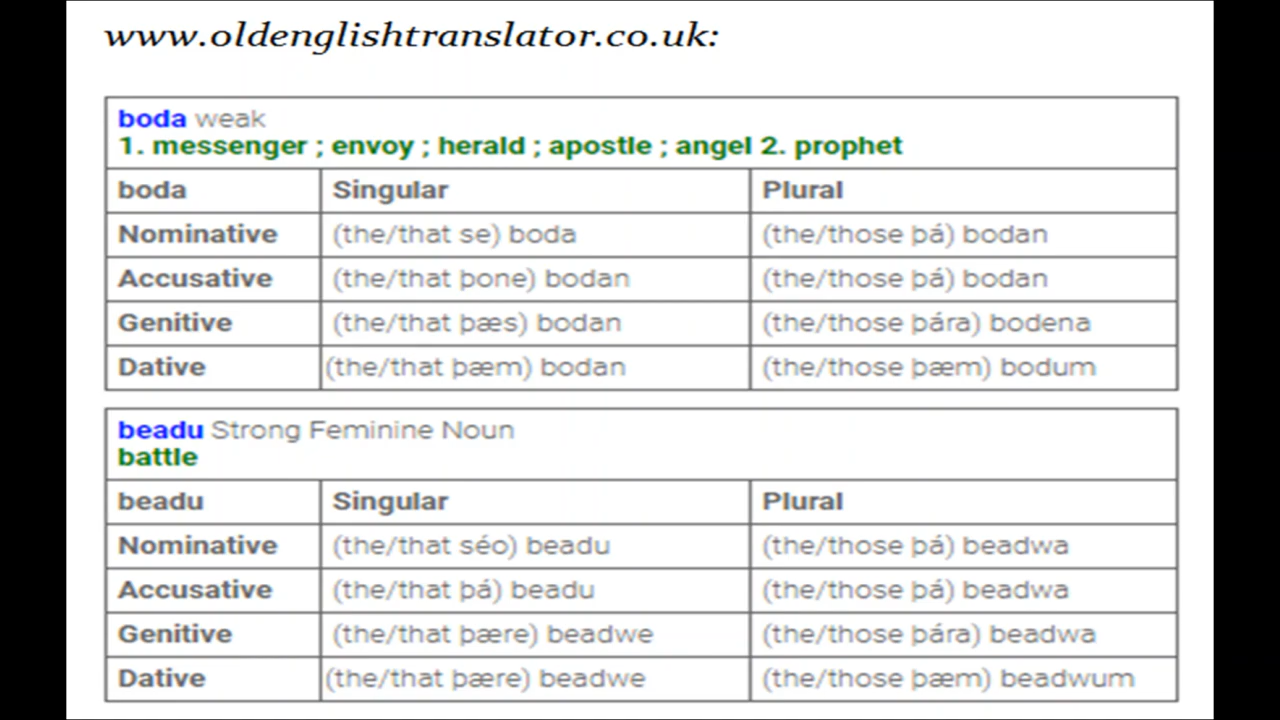 www.oldenglishtranslator.co.uk:
boda weak
1. messenger ; envoy ; herald ; apostle ; angel 2. prophet
boda Singular Plural
Nominative (the/that se) boda (the/those þá) bodan
Accusative (the/that þone) bodan (the/those þá) bodan
Genitive (the/that þæs) bodan (the/those þára) bodena
Dative (the/that þæm) bodan (the/those þæm) bodum
beadu Strong Feminine Noun
battle
beadu Singular Plural
Nominative (the/that séo) beadu (the/those þá) beadwa
Accusative (the/that þá) beadu (the/those þá) beadwa
Genitive (the/that þære) beadwe (the/those þára) beadwa
Dative (the/that þære) beadwe (the/those þæm) beadwum